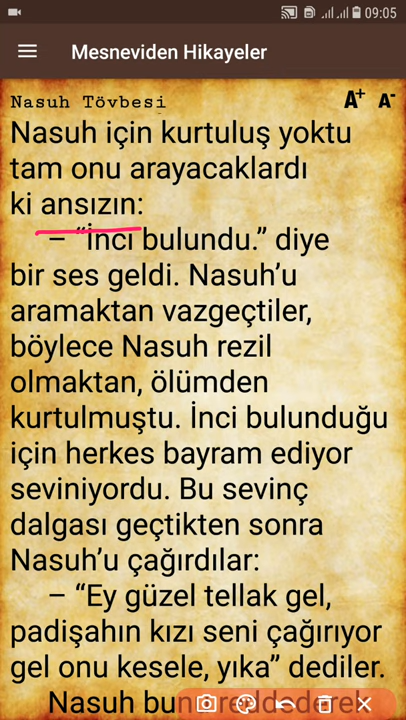 09:05
Mesneviden Hikayeler
Nasuh Tövbesi A+ A-
Nasuh için kurtuluş yoktu
tam onu arayacaklardı
ki ansızın:
– “İnci bulundu.” diye
bir ses geldi. Nasuh’u
aramaktan vazgeçtiler,
böylece Nasuh rezil
olmaktan, ölümden
kurtulmuştu. İnci bulunduğu
için herkes bayram ediyor
seviniyordu. Bu sevinç
dalgası geçtikten sonra
Nasuh’u çağırdılar:
– “Ey güzel tellak gel,
padişahın kızı seni çağırıyor
gel onu kesele, yıka” dediler.
Nasuh